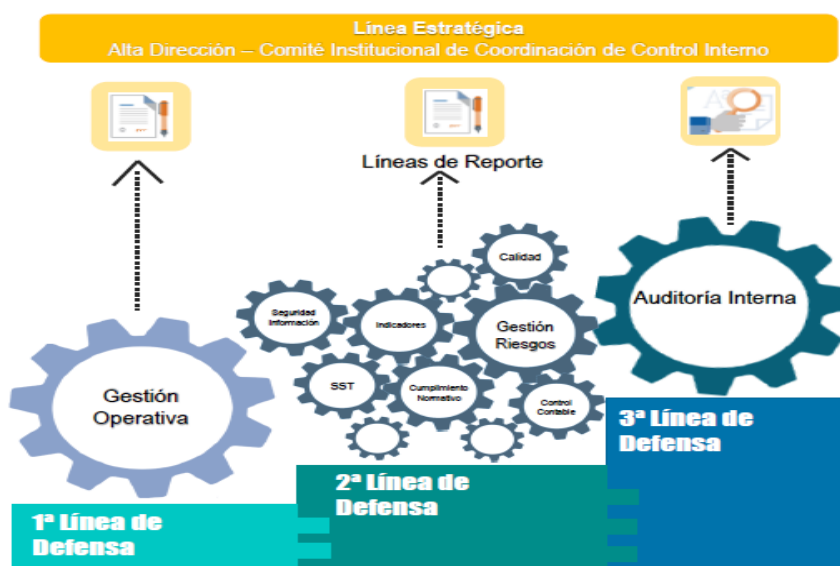 Línea Estratégica
Alta Dirección – Comité Institucional de Coordinación de Control Interno
Líneas de Reporte
Calidad
Seguridad
Información
Indicadores
Gestión
Riesgos
Auditoría Interna
SST
Cumplimiento
Normativo
Control
Contable
Gestión
Operativa
1ª Línea de
Defensa
2ª Línea de
Defensa
3ª Línea de
Defensa